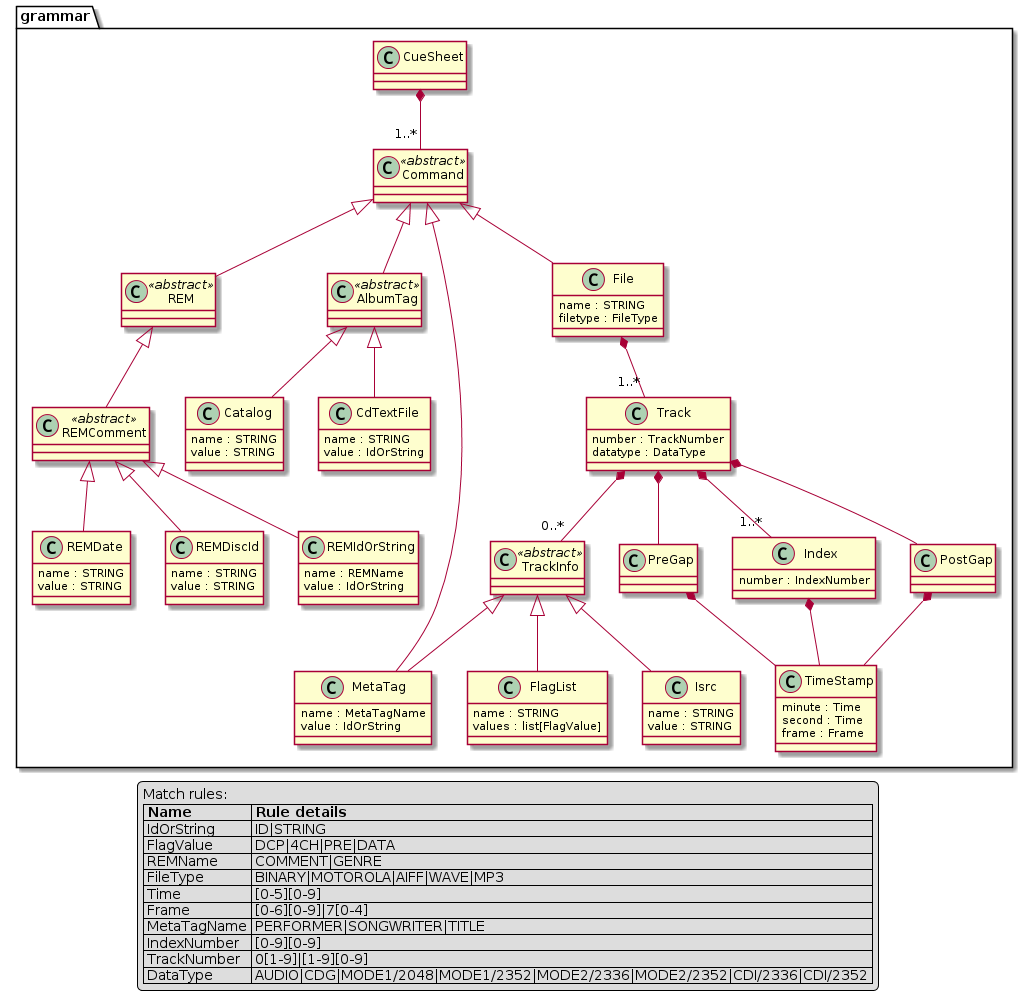 grammar
C CueSheet
1..*
C «abstract»
Command
C «abstract»
REM
C «abstract»
AlbumTag
C File
name : STRING
filetype : FileType
1..*
C «abstract»
REMComment
C Catalog
name : STRING
value : STRING
C CdTextFile
name : STRING
value : IdOrString
C Track
number : TrackNumber
datatype : DataType
0..*
1..*
C REMDate
name : STRING
value : STRING
C REMDiscId
name : STRING
value : STRING
C REMIdOrString
name : REMName
value : IdOrString
C «abstract»
TrackInfo
C PreGap
C Index
number : IndexNumber
C PostGap
C MetaTag
name : MetaTagName
value : IdOrString
C FlagList
name : STRING
values : list[FlagValue]
C Isrc
name : STRING
value : STRING
C TimeStamp
minute : Time
second : Time
frame : Frame
Match rules:
Name Rule details
IdOrString ID|STRING
FlagValue DCP|4CH|PRE|DATA
REMName COMMENT|GENRE
FileType BINARY|MOTOROLA|AIFF|WAVE|MP3
Time [0-5][0-9]
Frame [0-6][0-9]|7[0-4]
MetaTagName PERFORMER|SONGWRITER|TITLE
IndexNumber [0-9][0-9]
TrackNumber 0[1-9]|[1-9][0-9]
DataType AUDIO|CDG|MODE1/2048|MODE1/2352|MODE2/2336|MODE2/2352|CDI/2336|CDI/2352